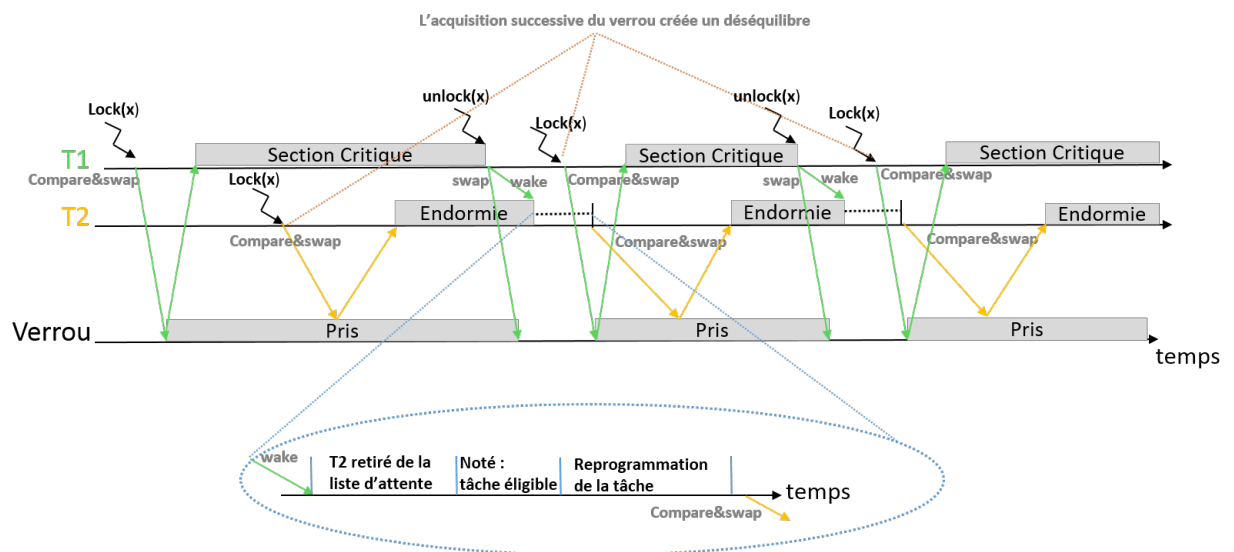 L'acquisition successive du verrou créée un déséquilibre
Lock(x)
unlock(x)
Lock(x)
unlock(x)
Lock(x)
T1
Section Critique
Section Critique
Section Critique
Compare&swap
swap
wake
Compare&swap
swap
wake
Compare&swap
Lock(x)
T2
Endormie
Endormie
Endormie
Compare&swap
Compare&swap
Compare&swap
Verrou
Pris
Pris
Pris
temps
wake
T2 retiré de la
liste d'attente
Noté :
tâche éligible
Reprogrammation
de la tâche
temps
Compare&swap